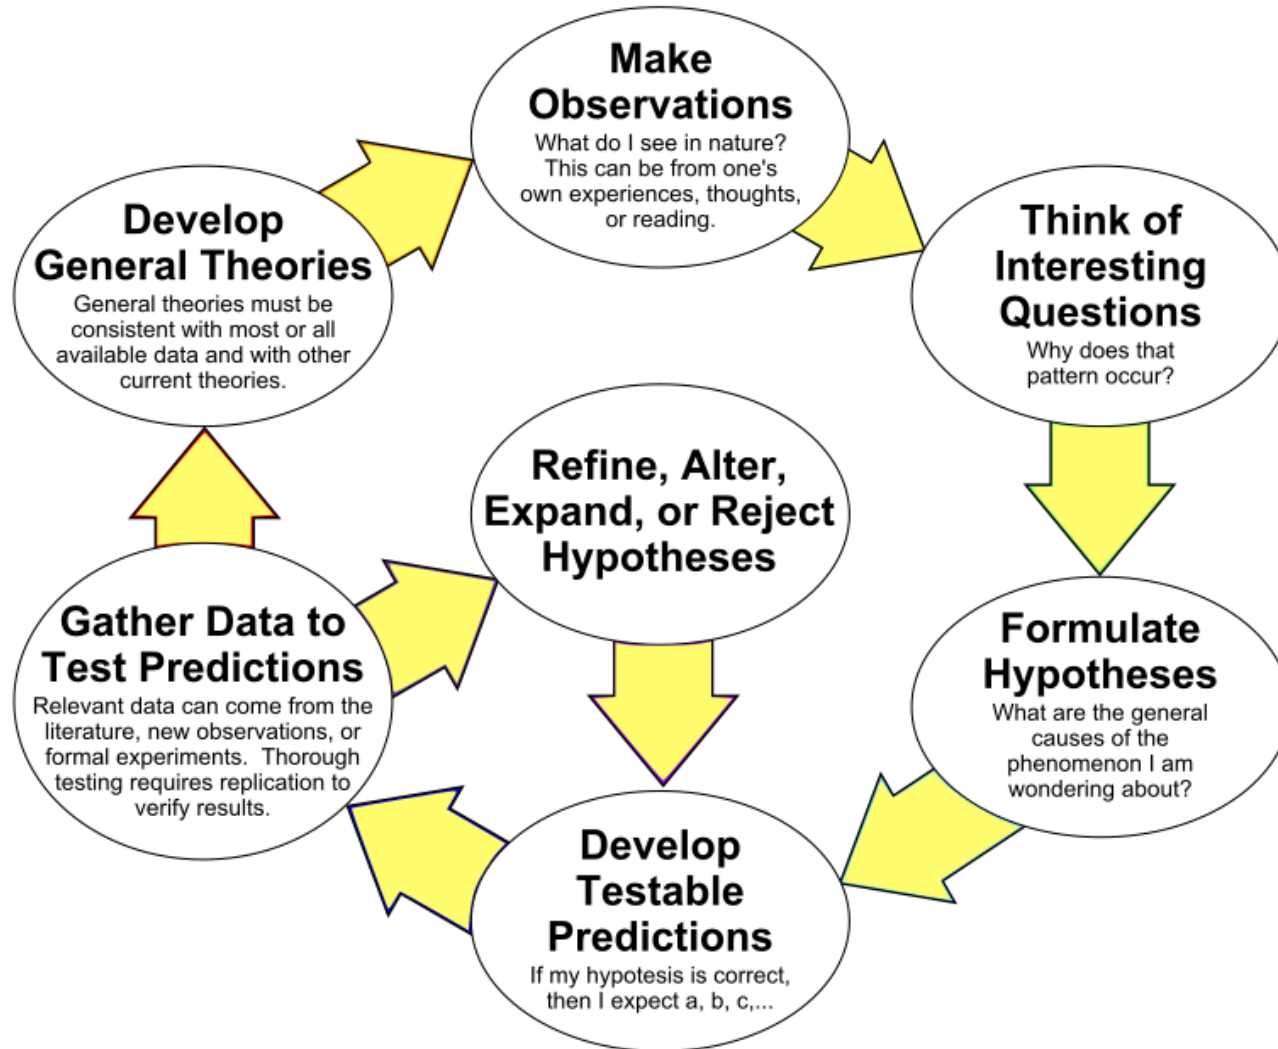 Make
Observations
What do I see in nature?
This can be from one's
own experiences, thoughts,
or reading.
Think of
Interesting
Questions
Why does that
pattern occur?
Formulate
Hypotheses
What are the general
causes of the
phenomenon I am
wondering about?
Develop
Testable
Predictions
If my hypotesis is correct,
then I expect a, b, c,...
Gather Data to
Test Predictions
Relevant data can come from the
literature, new observations, or
formal experiments.  Thorough
testing requires replication to
verify results.
Refine, Alter,
Expand, or Reject
Hypotheses
Develop
General Theories
General theories must be
consistent with most or all
available data and with other
current theories.